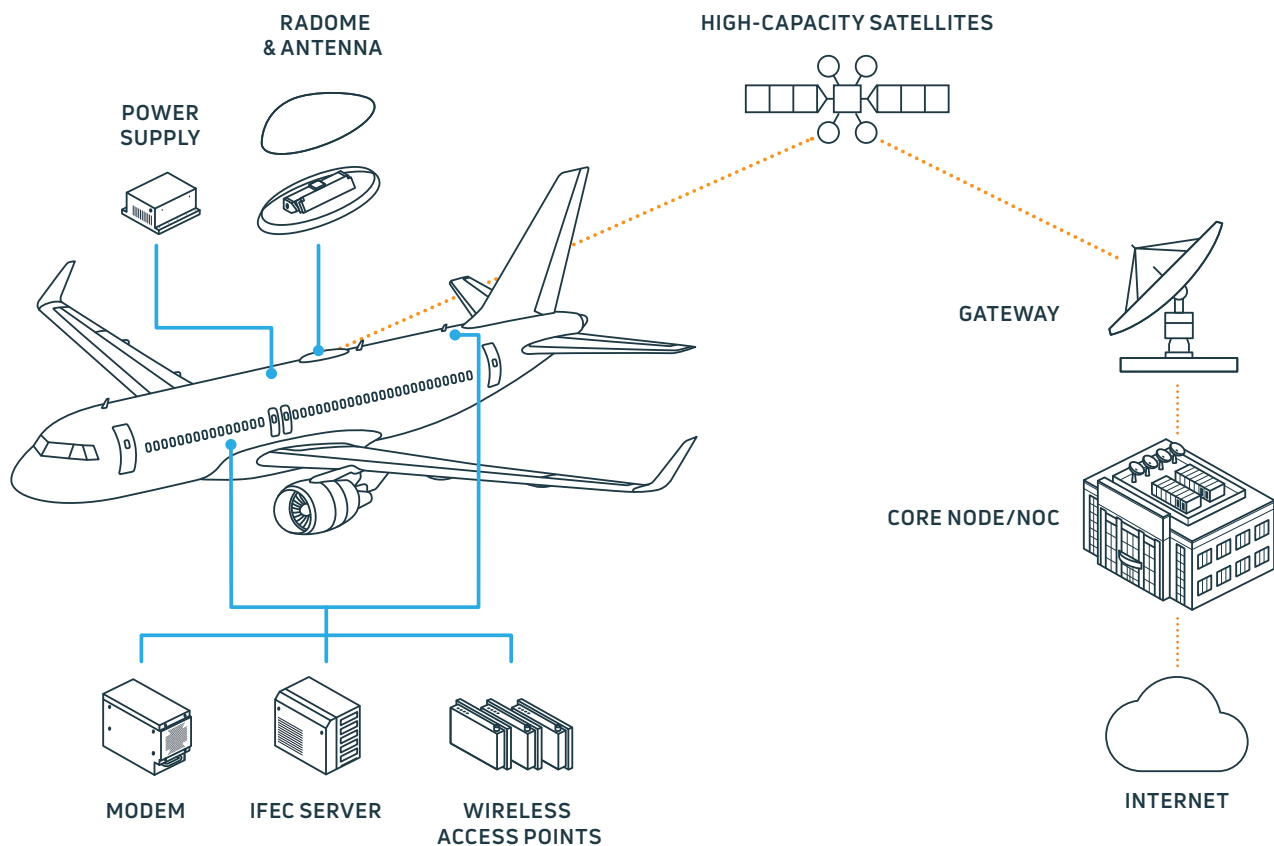 RADOME
& ANTENNA
HIGH-CAPACITY SATELLITES
POWER
SUPPLY
GATEWAY
CORE NODE/NOC
MODEM
IFEC SERVER
WIRELESS
ACCESS POINTS
INTERNET